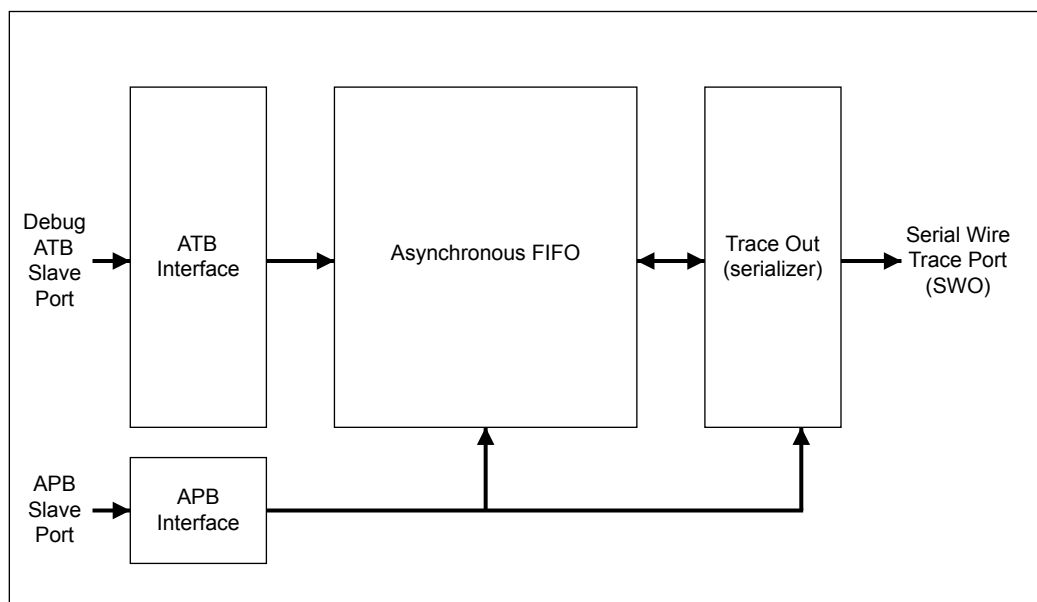 Debug
ATB
Slave
Port
ATB
Interface
Asynchronous FIFO
Trace Out
(serializer)
Serial Wire
Trace Port
(SWO)
APB
Slave
Port
APB
Interface